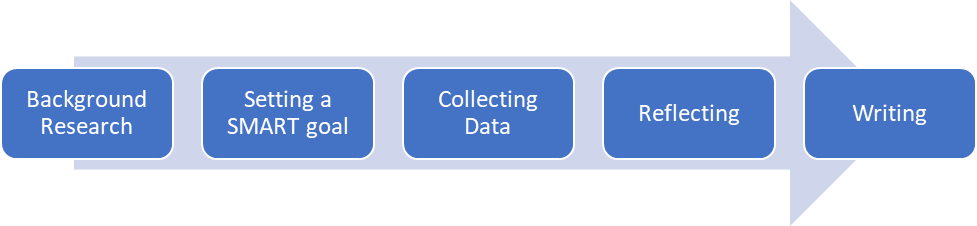 Background
Research
Setting a
SMART goal
Collecting
Data
Reflecting
Writing